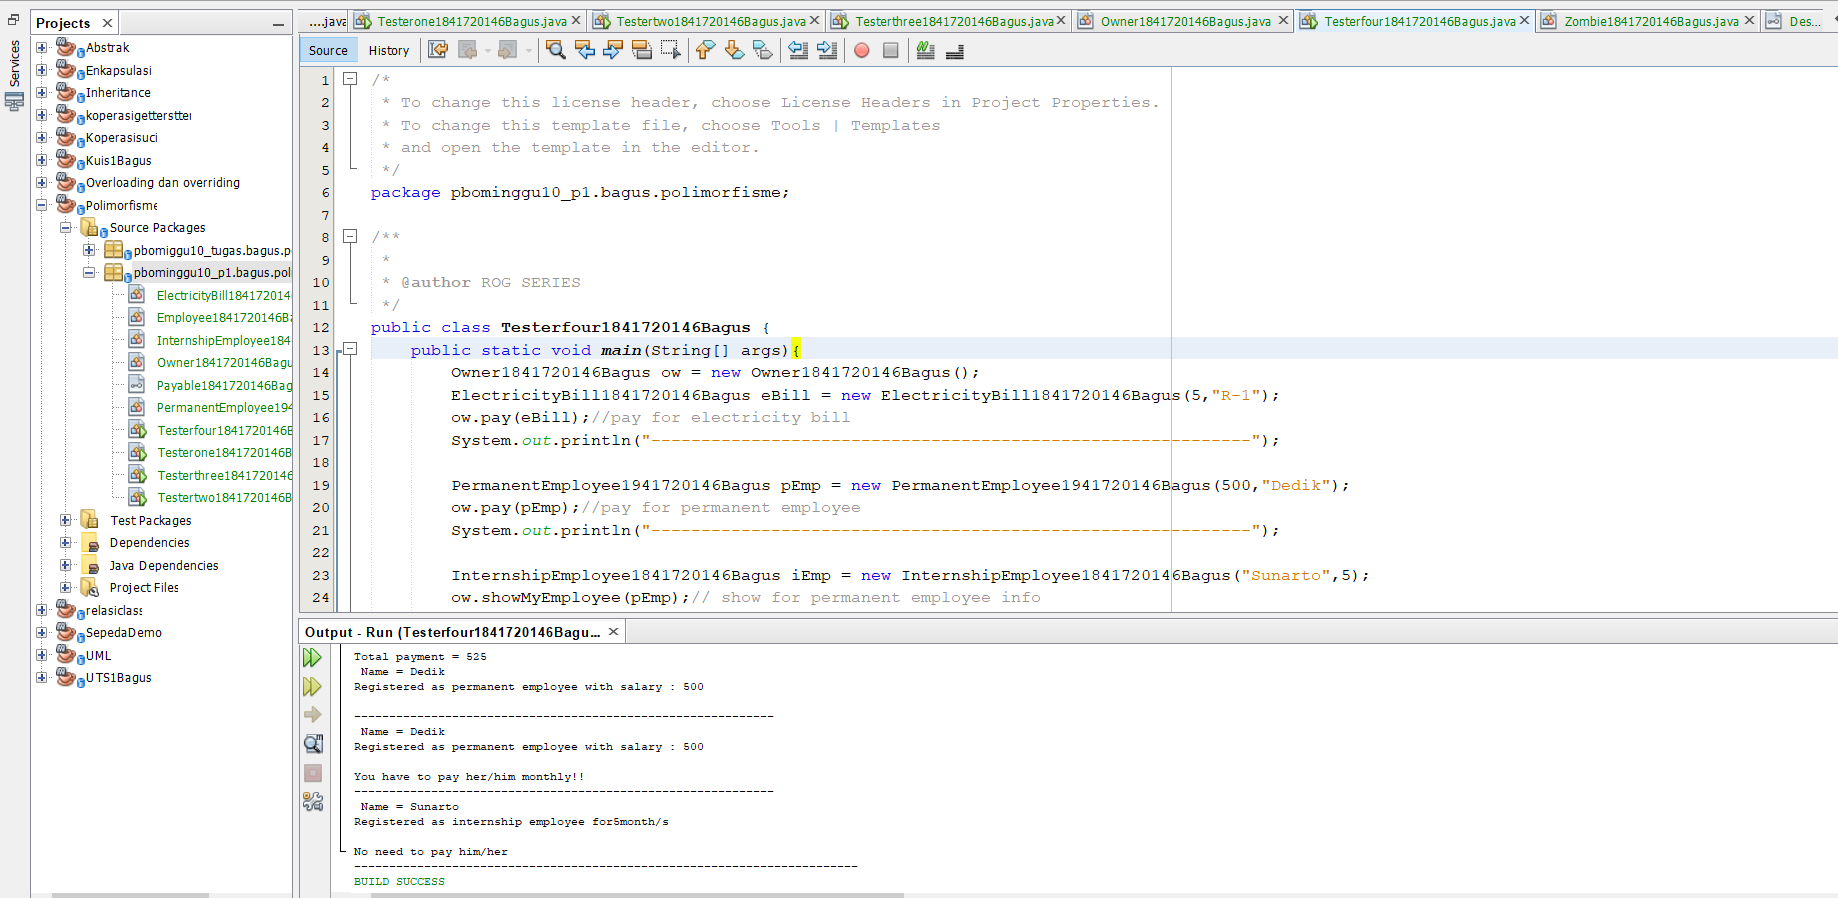 Services
Projects
Abstrak
Enkapsulasi
Inheritance
koperasigetterstter
Koperasisuci
Kuis1Bagus
Overloading dan overriding
Polimorfisme
Source Packages
pbomiggu10_tugas.bagus.p
pbominggu10_p1.bagus.poli
ElectricityBill184172014
Employee1841720146Ba
InternshipEmployee184
Owner1841720146Bagu
Payable1841720146Bag
PermanentEmployee194
Testerfour1841720146B
Testerone1841720146B
Testerthree1841720146
Testertwo1841720146B
Test Packages
Dependencies
Java Dependencies
Project Files
relasiclass
SepedaDemo
UML
UTS1Bagus
....java Testerone1841720146Bagus.java Testertwo1841720146Bagus.java Testerthree1841720146Bagus.java Owner1841720146Bagus.java Testerfour1841720146Bagus.java Zombie1841720146Bagus.java Des...
Source History
1 /*
2 * To change this license header, choose License Headers in Project Properties.
3 * To change this template file, choose Tools | Templates
4 * and open the template in the editor.
5 */
6 package pbominggu10_p1.bagus.polimorfisme;
7
8 /**
9 *
10 * @author ROG SERIES
11 */
12 public class Testerfour1841720146Bagus {
13 public static void main(String[] args){
14 Owner1841720146Bagus ow = new Owner1841720146Bagus();
15 ElectricityBill1841720146Bagus eBill = new ElectricityBill1841720146Bagus(5,"R-1");
16 ow.pay(eBill);//pay for electricity bill
17 System.out.println("------------------------------------------------------------");
18
19 PermanentEmployee1941720146Bagus pEmp = new PermanentEmployee1941720146Bagus(500,"Dedik");
20 ow.pay(pEmp);//pay for permanent employee
21 System.out.println("------------------------------------------------------------");
22
23 InternshipEmployee1841720146Bagus iEmp = new InternshipEmployee1841720146Bagus("Sunarto",5);
24 ow.showMyEmployee(pEmp);// show for permanent employee info
Output - Run (Testerfour1841720146Bagu...
Total payment = 525
Name = Dedik
Registered as permanent employee with salary : 500
------------------------------------------------------------
Name = Dedik
Registered as permanent employee with salary : 500
You have to pay her/him monthly!!
------------------------------------------------------------
Name = Sunarto
Registered as internship employee for5month/s
No need to pay him/her
------------------------------------------------------------------------
BUILD SUCCESS